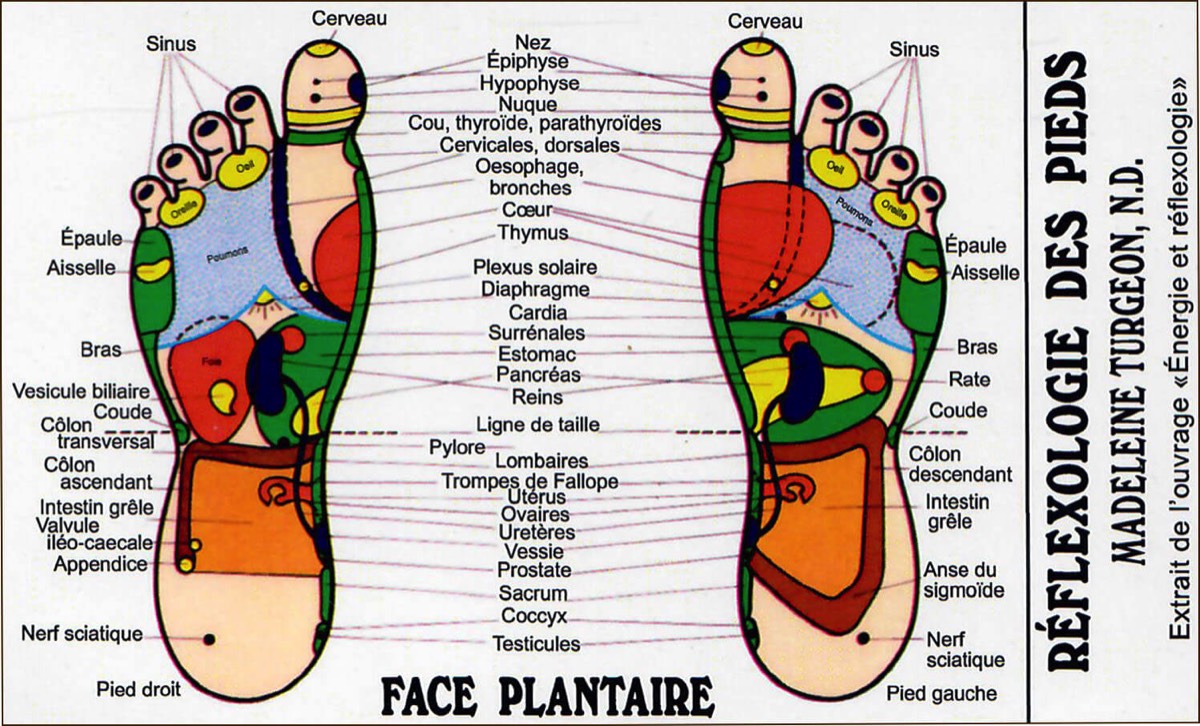 Cerveau
Sinus
Oeil
Oreille
Poumons
Épaule
Aisselle
Bras
Foie
Vesicule biliaire
Coude
Côlon
transversal
Côlon
ascendant
Intestin grêle
Valvule
iléo-caecale
Appendice
Nerf sciatique
Pied droit
Nez
Épiphyse
Hypophyse
Nuque
Cou, thyroïde, parathyroïdes
Cervicales, dorsales
Oesophage,
bronches
Cœur
Thymus
Plexus solaire
Diaphragme
Cardia
Surrénales
Estomac
Pancréas
Reins
Ligne de taille
Pylore
Lombaires
Trompes de Fallope
Utérus
Ovaires
Uretères
Vessie
Prostate
Sacrum
Coccyx
Testicules
FACE PLANTAIRE
Cerveau
Sinus
Oeil
Oreille
Poumons
Épaule
Aisselle
Bras
Rate
Coude
Côlon
descendant
Intestin
grêle
Anse du
sigmoïde
Nerf
sciatique
Pied gauche
RÉFLEXOLOGIE DES PIEDS
MADELEINE TURGEON, N.D.
Extrait de l'ouvrage «Énergie et réflexologie»